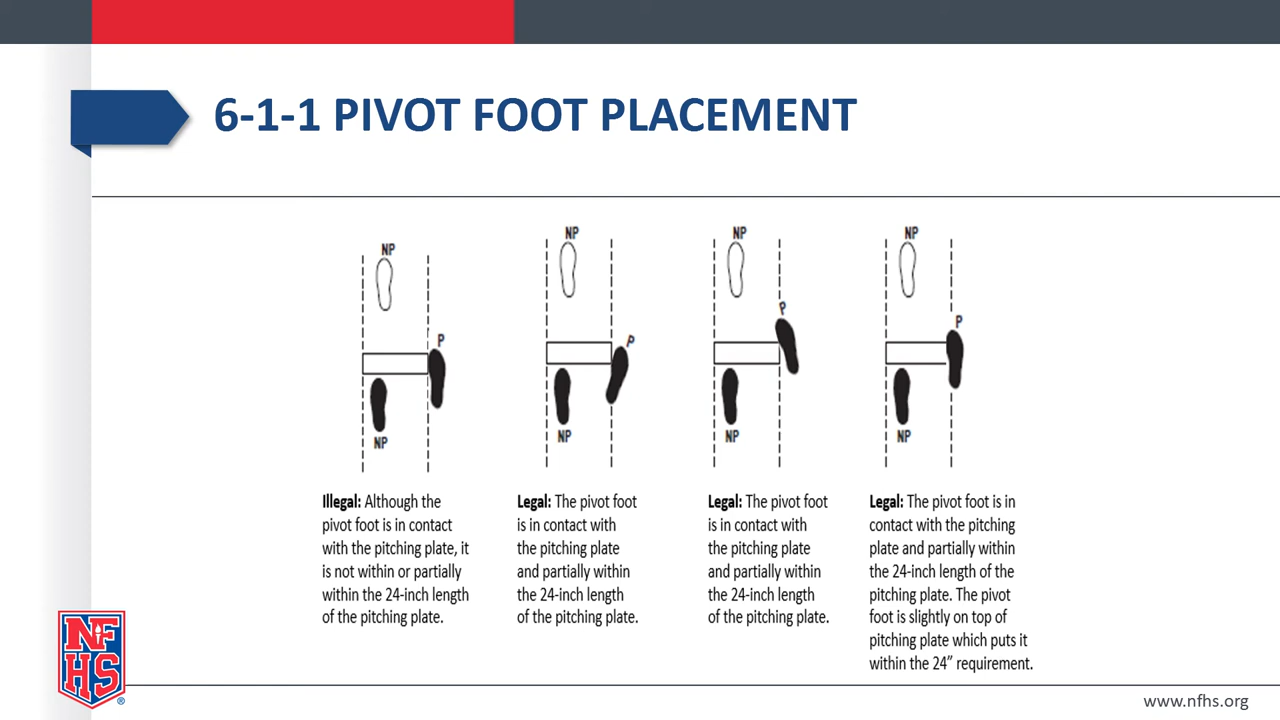 6-1-1 PIVOT FOOT PLACEMENT
NP
P
NP
NP
P
NP
NP
P
NP
NP
P
NP
Illegal: Although the
pivot foot is in contact
with the pitching plate, it
is not within or partially
within the 24-inch length
of the pitching plate.
Legal: The pivot foot
is in contact with
the pitching plate
and partially within
the 24-inch length
of the pitching plate.
Legal: The pivot foot
is in contact with
the pitching plate
and partially within
the 24-inch length
of the pitching plate.
Legal: The pivot foot is in
contact with the pitching
plate and partially within
the 24-inch length of the
pitching plate. The pivot
foot is slightly on top of
pitching plate which puts it
within the 24” requirement.
NF
HS
®
www.nfhs.org